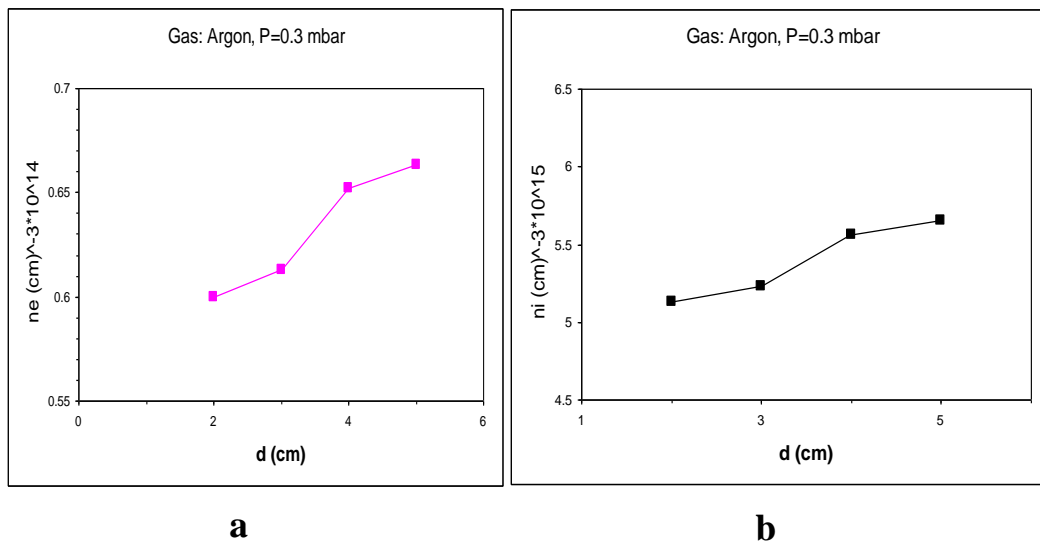 Gas: Argon, P=0.3 mbar
0.7
0.65
0.6
0.55
ne (cm)^-3*10^14
0 2 4 6
d (cm)
a
Gas: Argon, P=0.3 mbar
6.5
6
5.5
5
4.5
ni (cm)^-3*10^15
1 3 5
d (cm)
b